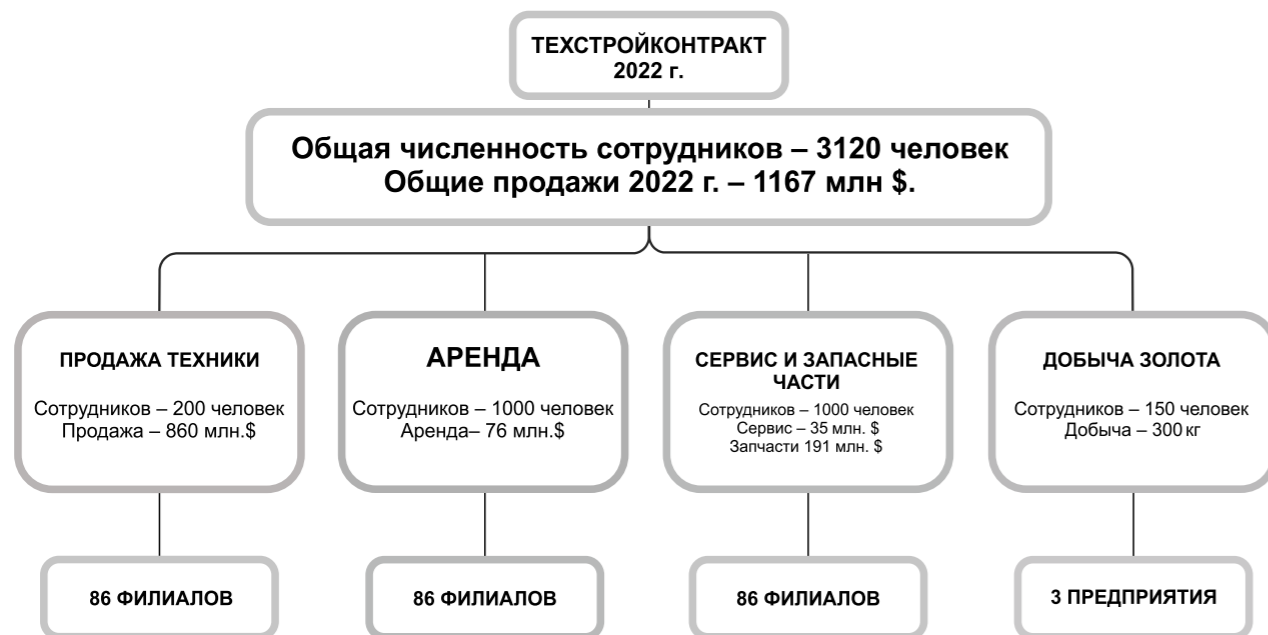 ТЕХСТРОЙКОНТРАКТ
2022 г.
Общая численность сотрудников – 3120 человек
Общие продажи 2022 г. – 1167 млн $.
ПРОДАЖА ТЕХНИКИ
Сотрудников – 200 человек
Продажа – 860 млн.$
АРЕНДА
Сотрудников – 1000 человек
Аренда– 76 млн.$
СЕРВИС И ЗАПАСНЫЕ
ЧАСТИ
Сотрудников – 1000 человек
Сервис – 35 млн. $
Запчасти 191 млн. $
ДОБЫЧА ЗОЛОТА
Сотрудников – 150 человек
Добыча – 300 кг
86 ФИЛИАЛОВ
86 ФИЛИАЛОВ
86 ФИЛИАЛОВ
3 ПРЕДПРИЯТИЯ